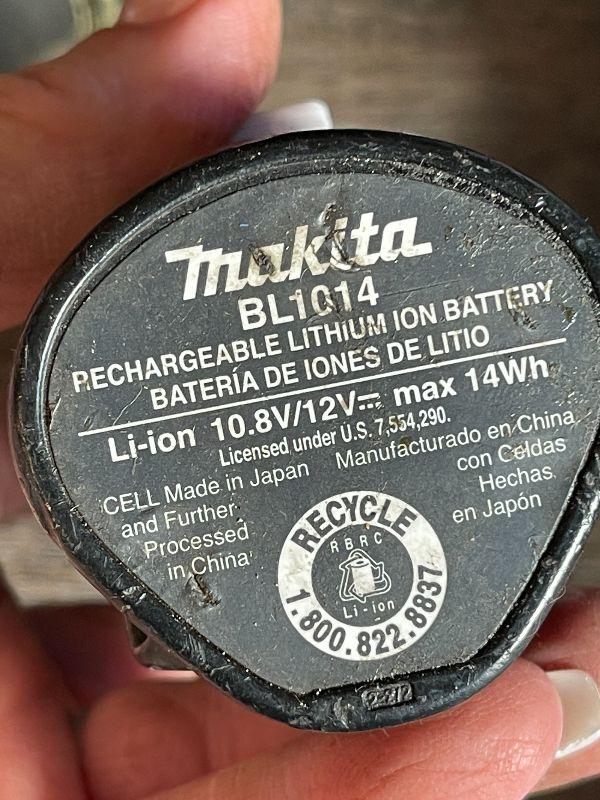 makita
BL1014
RECHARGEABLE LITHIUM ION BATTERY
BATERÍA DE IONES DE LITIO
Li-ion 10.8V/12V⎓ max 14Wh
Licensed under U.S. 7,554,290.
CELL Made in Japan
and Further
Processed
in China
Manufacturado en China
con Celdas
Hechas
en Japón
RECYCLE
RBRC
Li-ion
1.800.822.8837